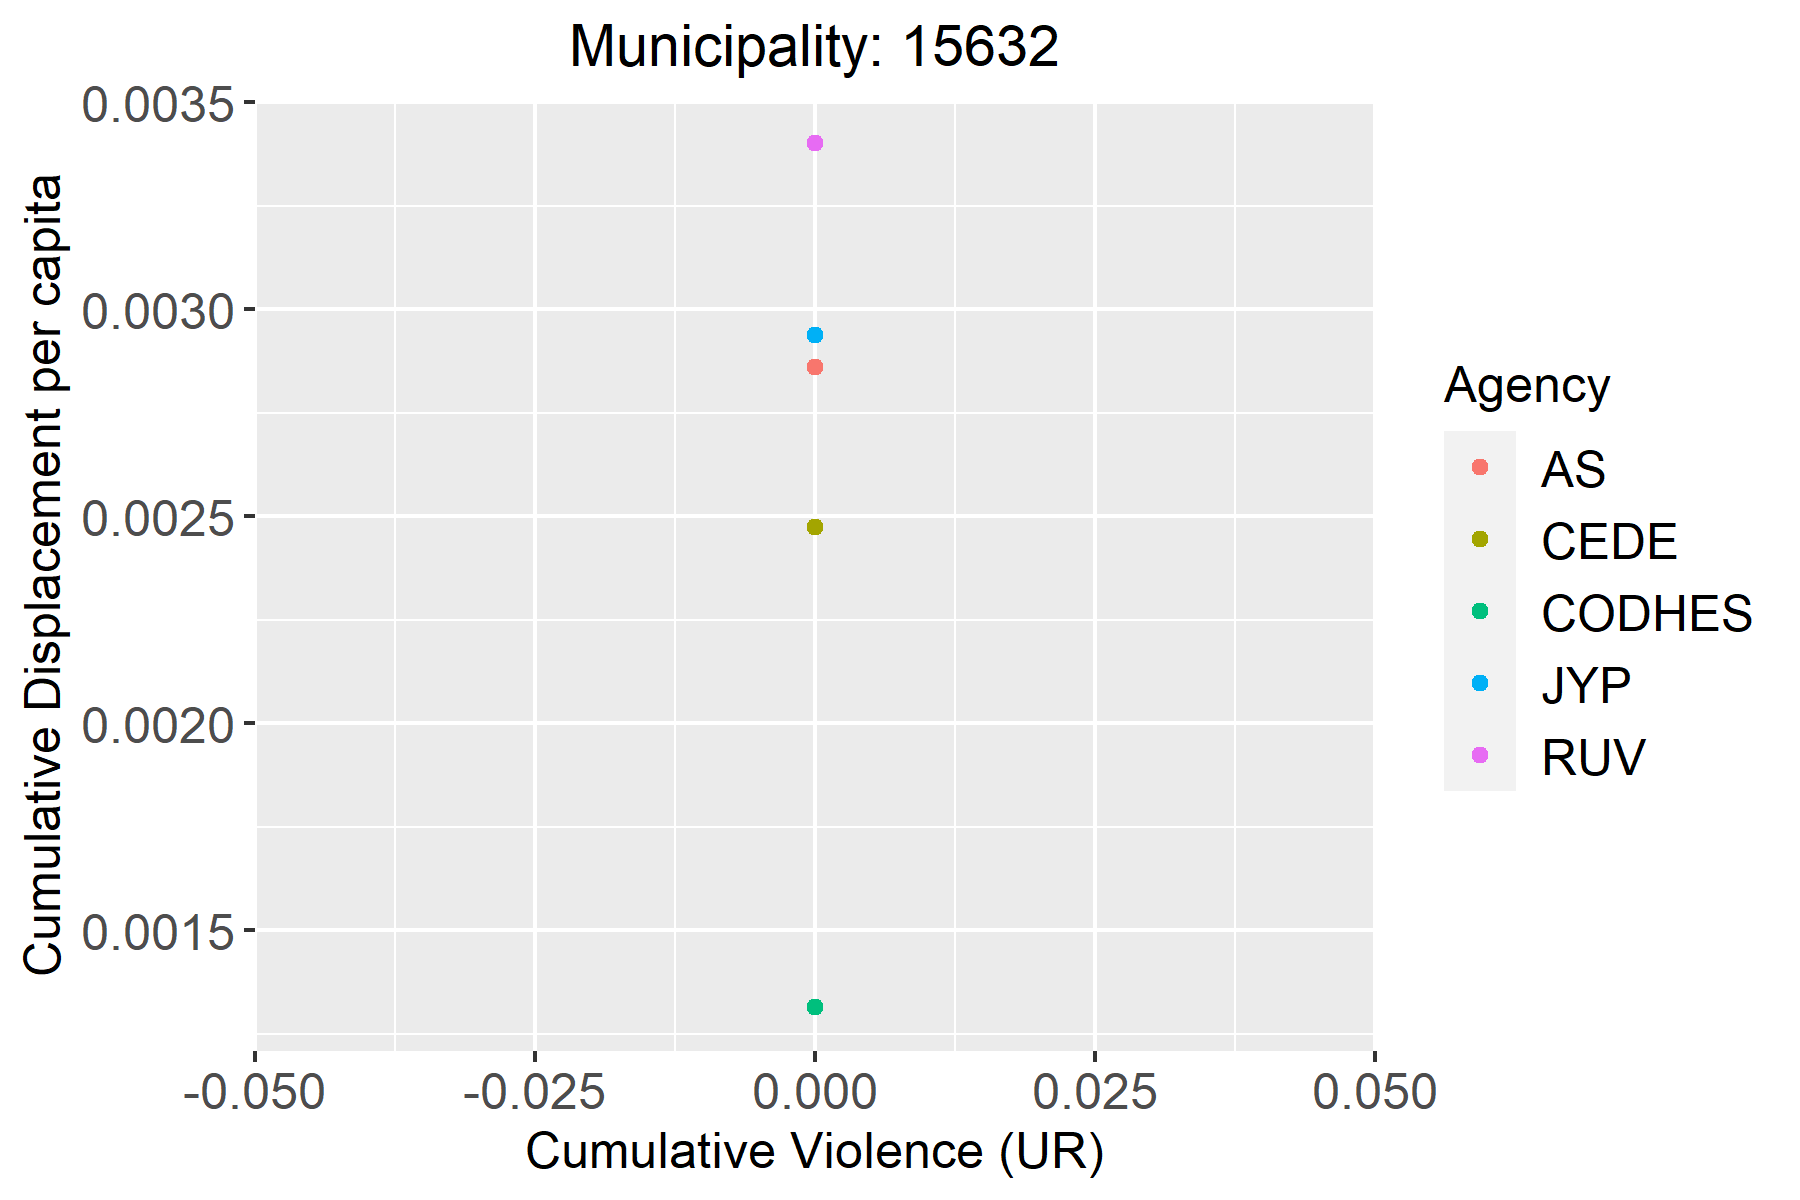 Municipality: 15632
Cumulative Displacement per capita
0.0035
0.0030
0.0025
0.0020
0.0015
-0.050
-0.025
0.000
0.025
0.050
Cumulative Violence (UR)
Agency
AS
CEDE
CODHES
JYP
RUV